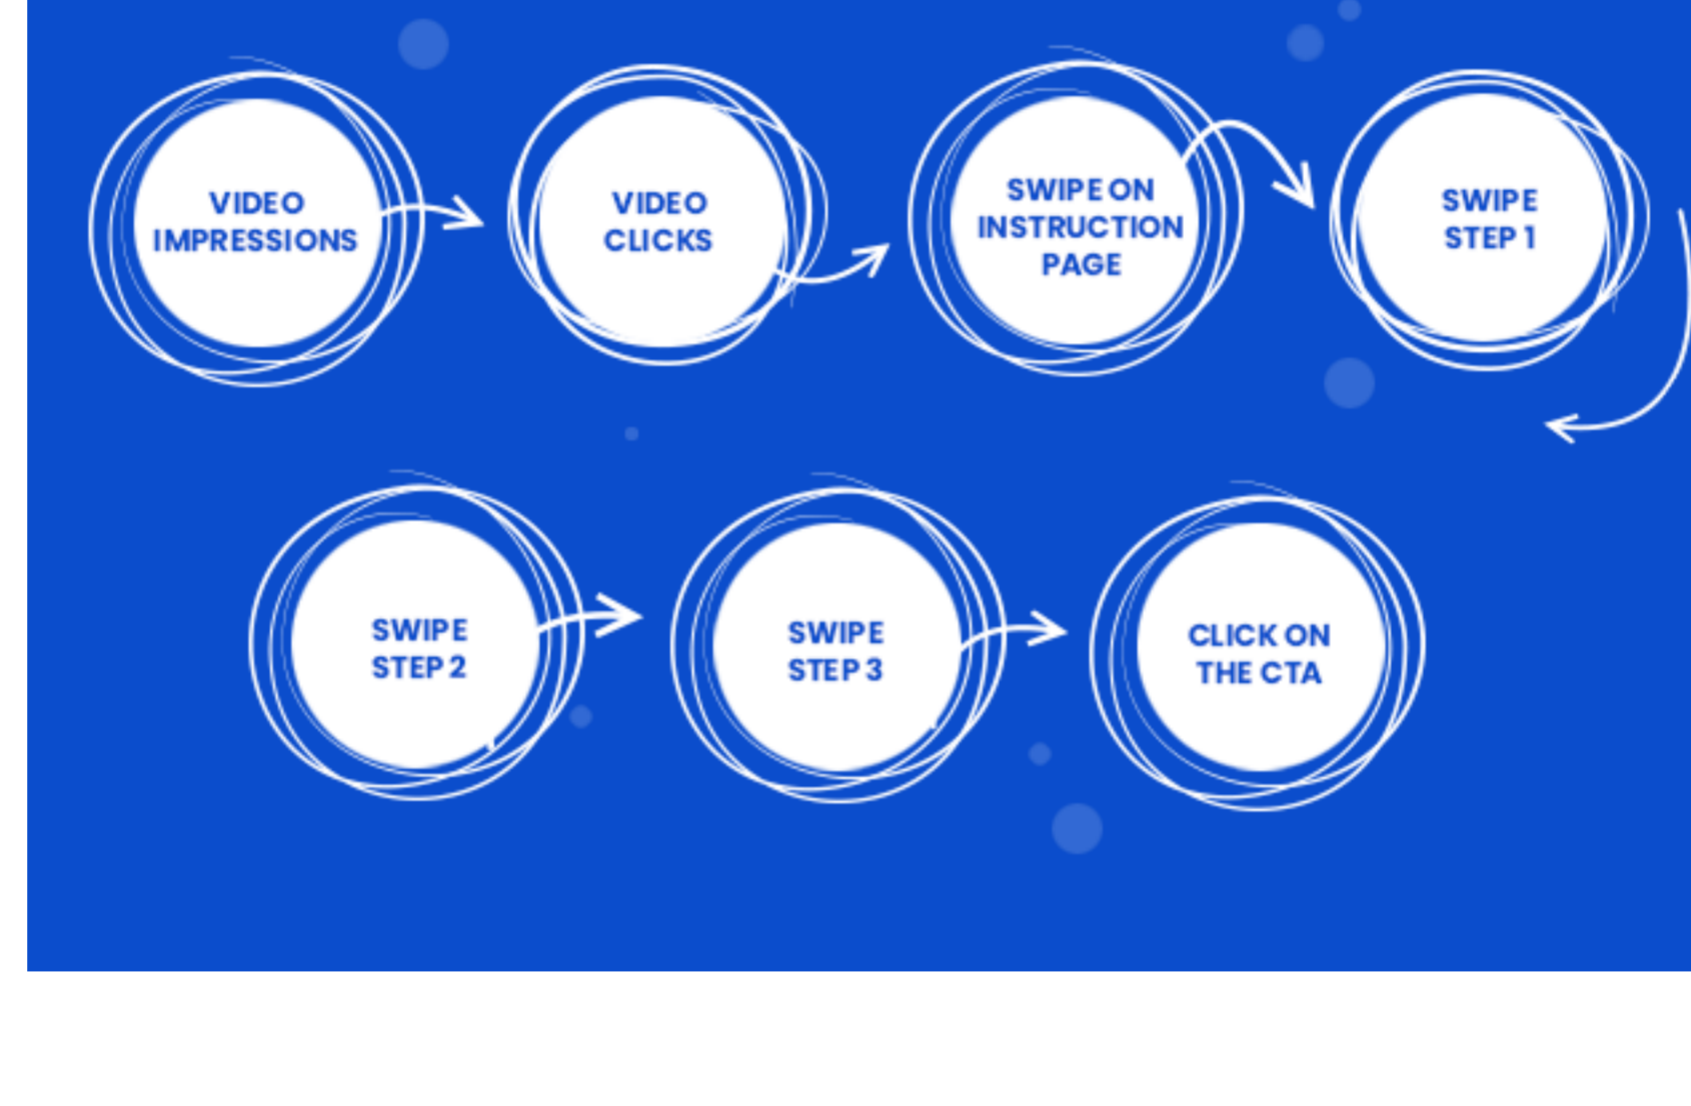 VIDEO
IMPRESSIONS
VIDEO
CLICKS
SWIPE ON
INSTRUCTION
PAGE
SWIPE
STEP 1
SWIPE
STEP 2
SWIPE
STEP 3
CLICK ON
THE CTA